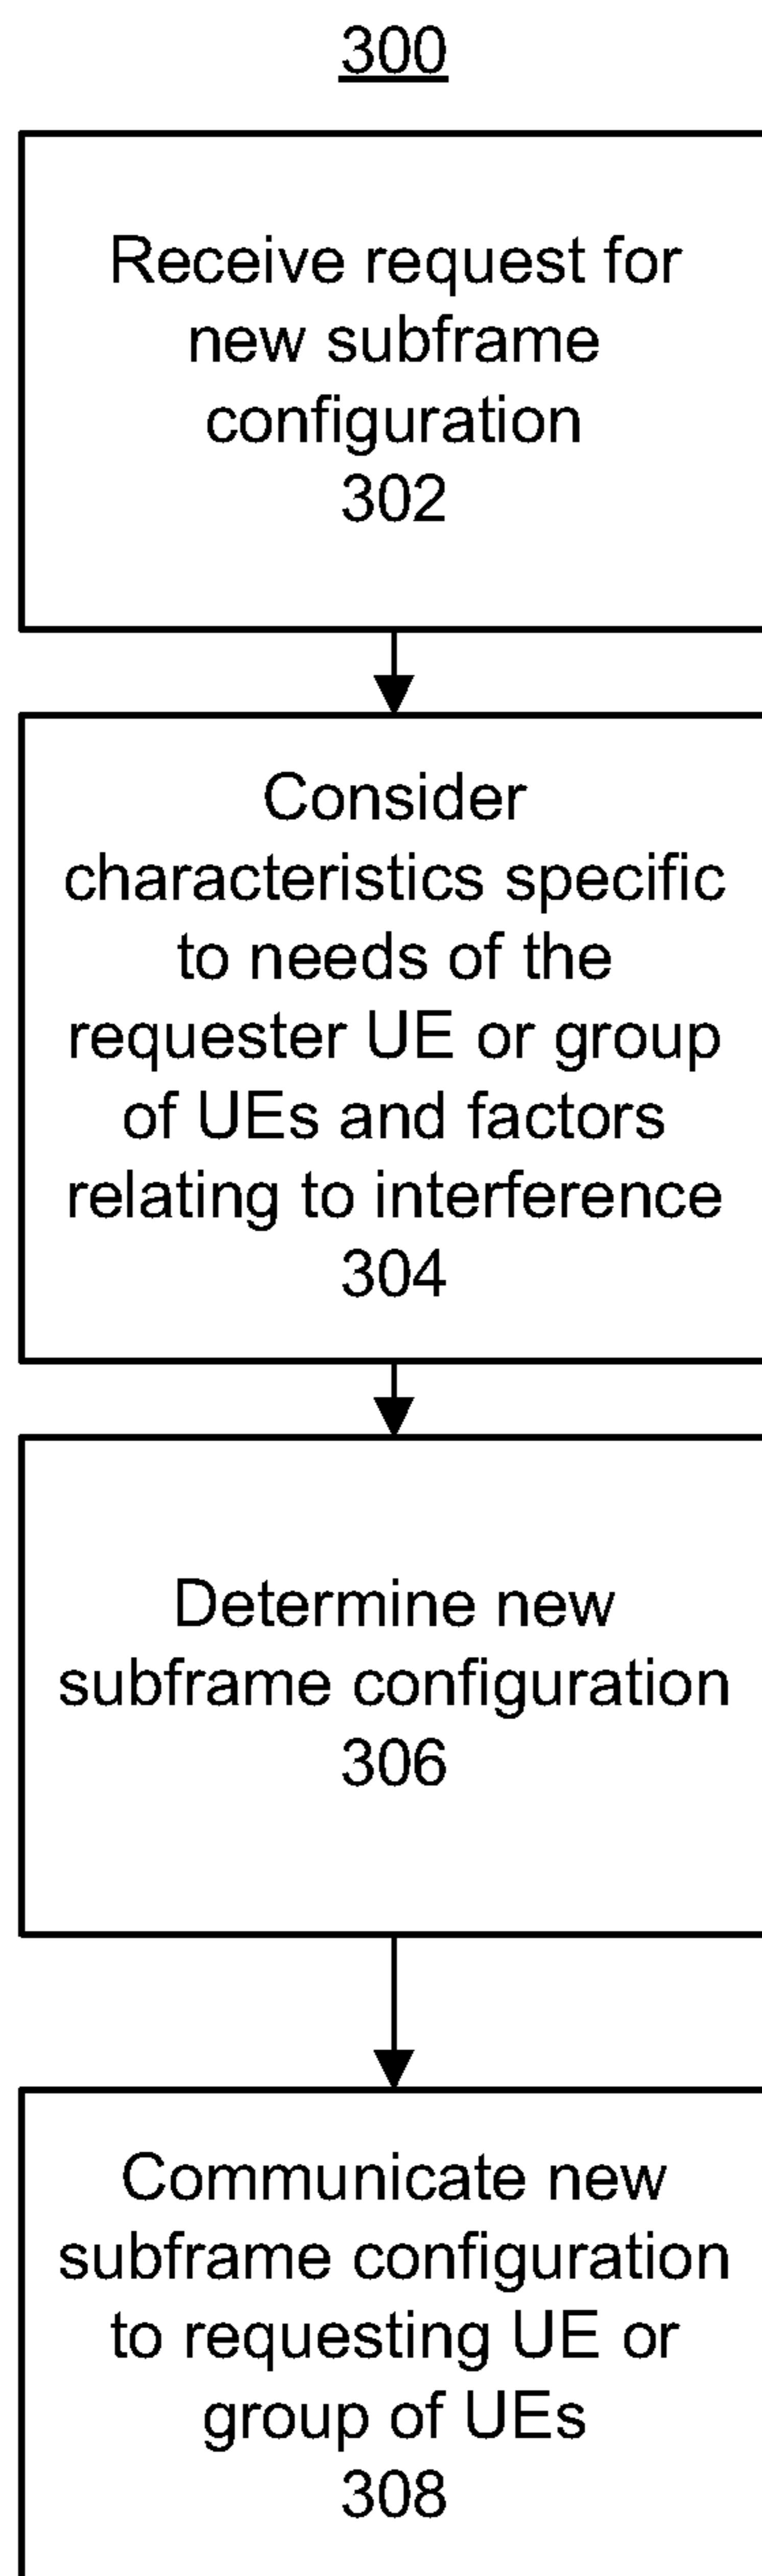 300
Receive request for
new subframe
configuration
302
Consider
characteristics specific
to needs of the
requester UE or group
of UEs and factors
relating to interference
304
Determine new
subframe configuration
306
Communicate new
subframe configuration
to requesting UE or
group of UEs
308